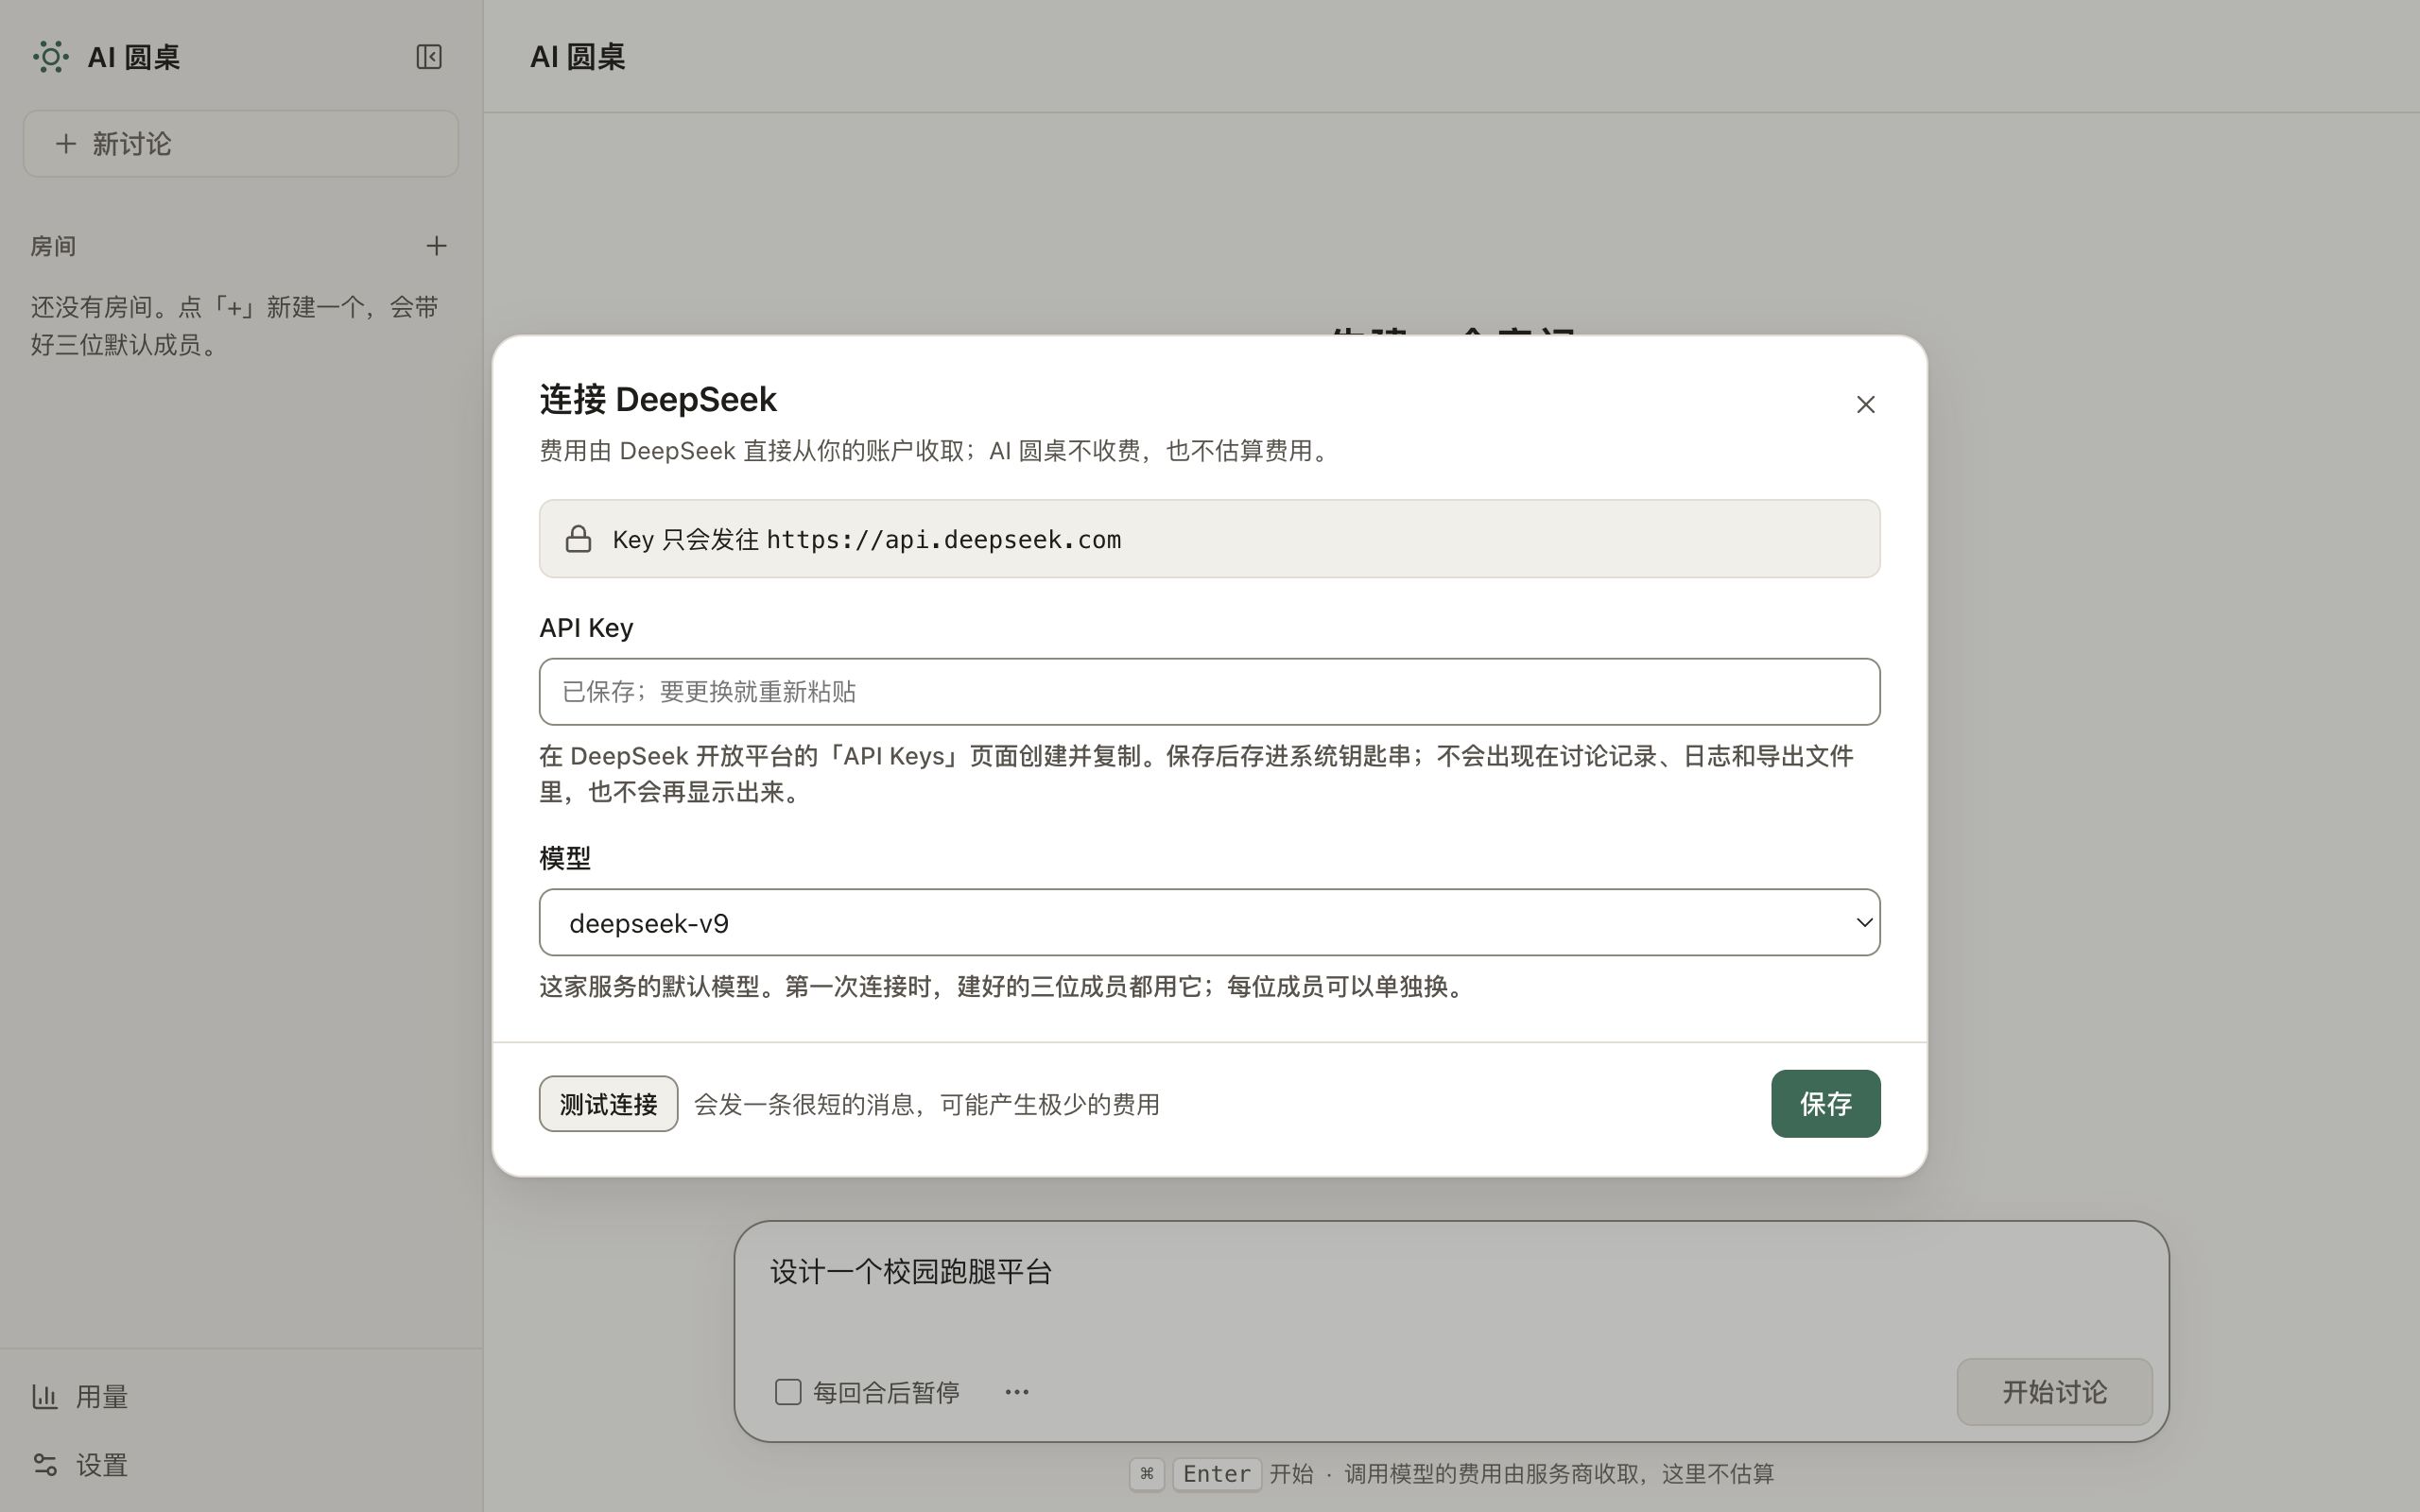 AI 圆桌
新讨论
房间
还没有房间。点「+」新建一个，会带
好三位默认成员。
用量
设置
AI 圆桌
连接 DeepSeek
费用由 DeepSeek 直接从你的账户收取；AI 圆桌不收费，也不估算费用。
Key 只会发往 https://api.deepseek.com
API Key
已保存；要更换就重新粘贴
在 DeepSeek 开放平台的「API Keys」页面创建并复制。保存后存进系统钥匙串；不会出现在讨论记录、日志和导出文件
里，也不会再显示出来。
模型
deepseek-v9
这家服务的默认模型。第一次连接时，建好的三位成员都用它；每位成员可以单独换。
测试连接 会发一条很短的消息，可能产生极少的费用
保存
设计一个校园跑腿平台
每回合后暂停
开始讨论
⌘ Enter 开始 · 调用模型的费用由服务商收取，这里不估算